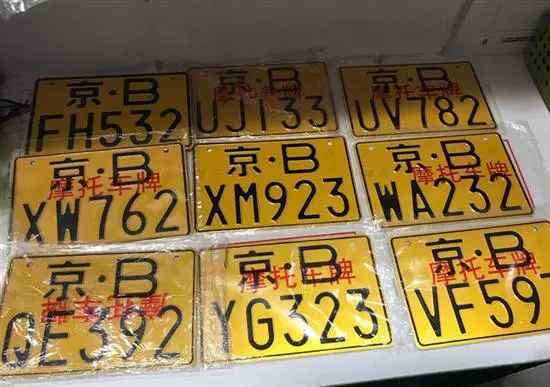 京·B
FH532
京·B
UJ133
摩托车牌
京·B
UV782
摩托车牌
京·B
XW762
摩托车牌
京·B
XM923
京·B
WA232
摩托车牌
京·B
QE392
京·B
YG323
摩托车牌
京·B
VF59
摩托车牌